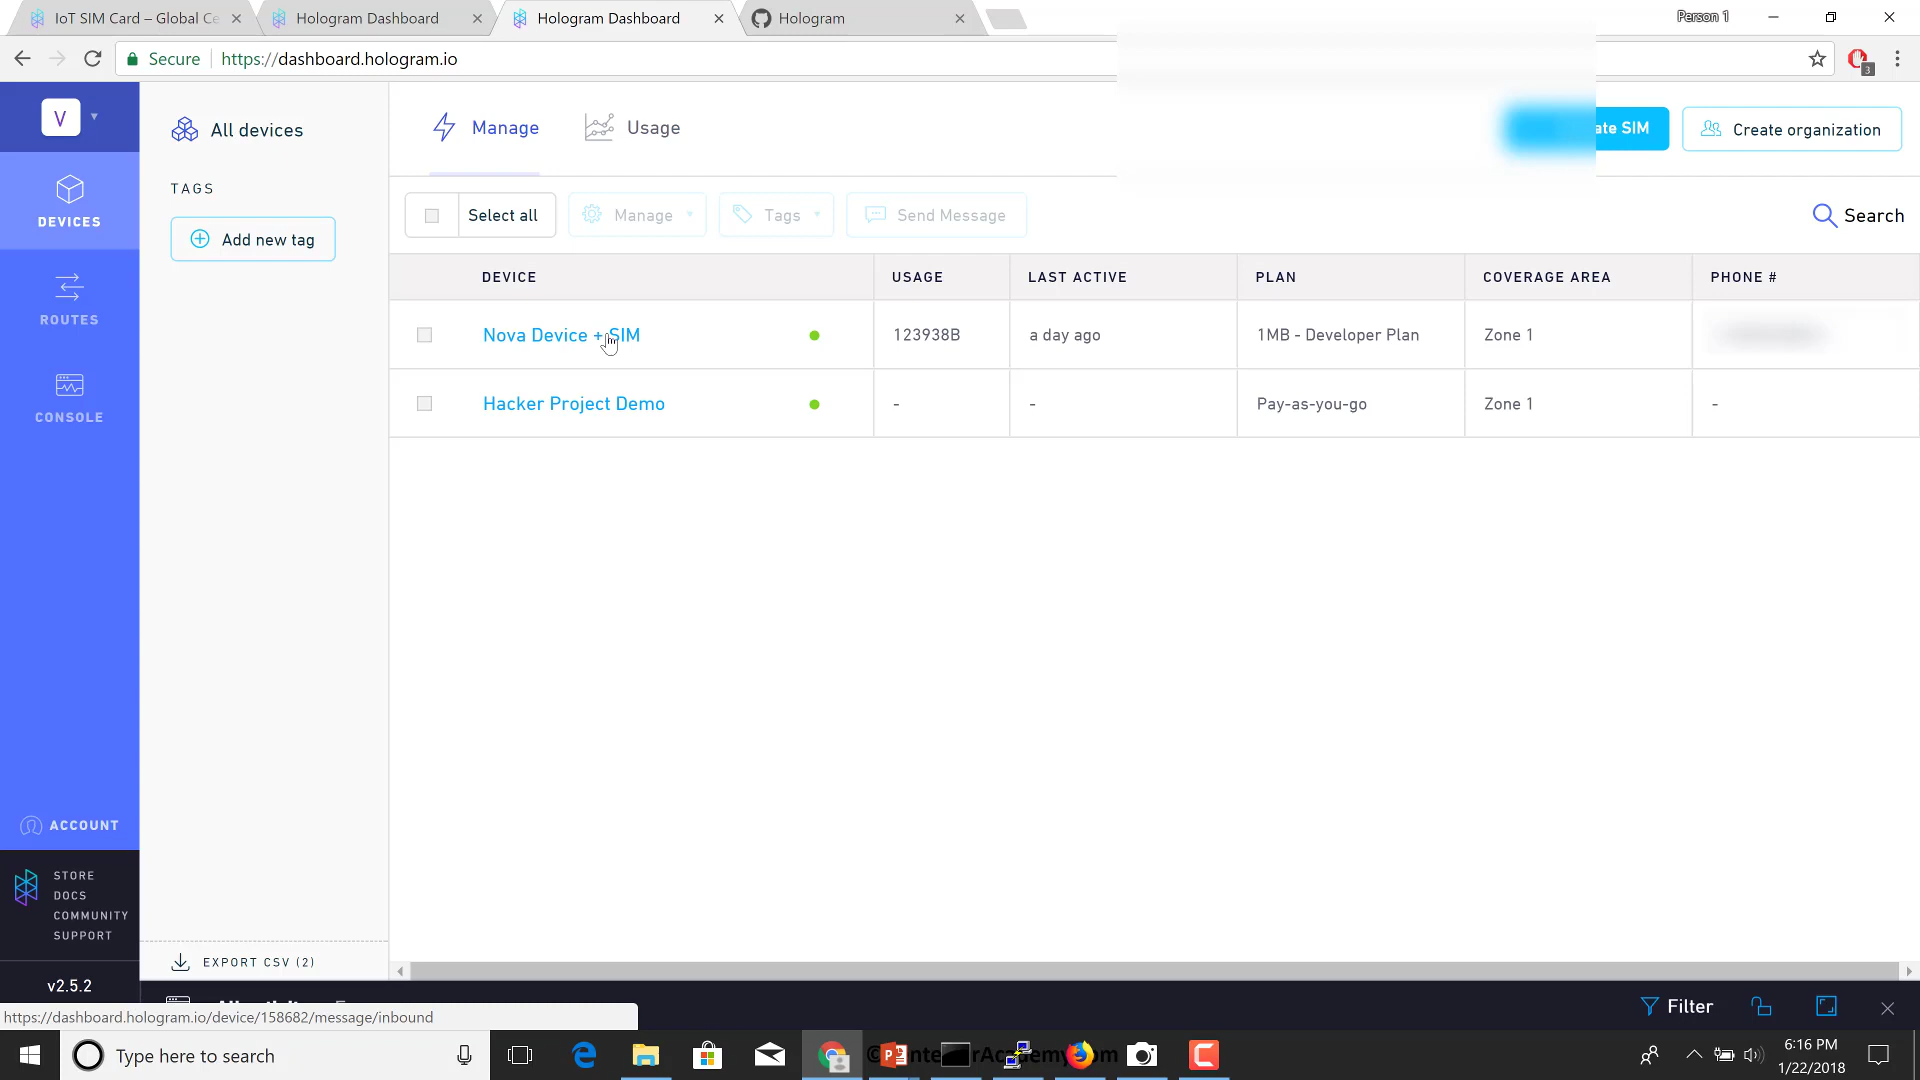 IoT SIM Card – Global Ce
Hologram Dashboard
Hologram Dashboard
Hologram
Person 1
Secure
https://dashboard.hologram.io
3
V
All devices
Manage
Usage
ate SIM
Create organization
TAGS
Add new tag
DEVICES
ROUTES
CONSOLE
Select all
Manage
Tags
Send Message
Search
DEVICE
USAGE
LAST ACTIVE
PLAN
COVERAGE AREA
PHONE #
Nova Device + SIM
123938B
a day ago
1MB - Developer Plan
Zone 1
Hacker Project Demo
-
-
Pay-as-you-go
Zone 1
-
ACCOUNT
STORE
DOCS
COMMUNITY
SUPPORT
v2.5.2
EXPORT CSV (2)
Filter
https://dashboard.hologram.io/device/158682/message/inbound
Type here to search
6:16 PM
1/22/2018